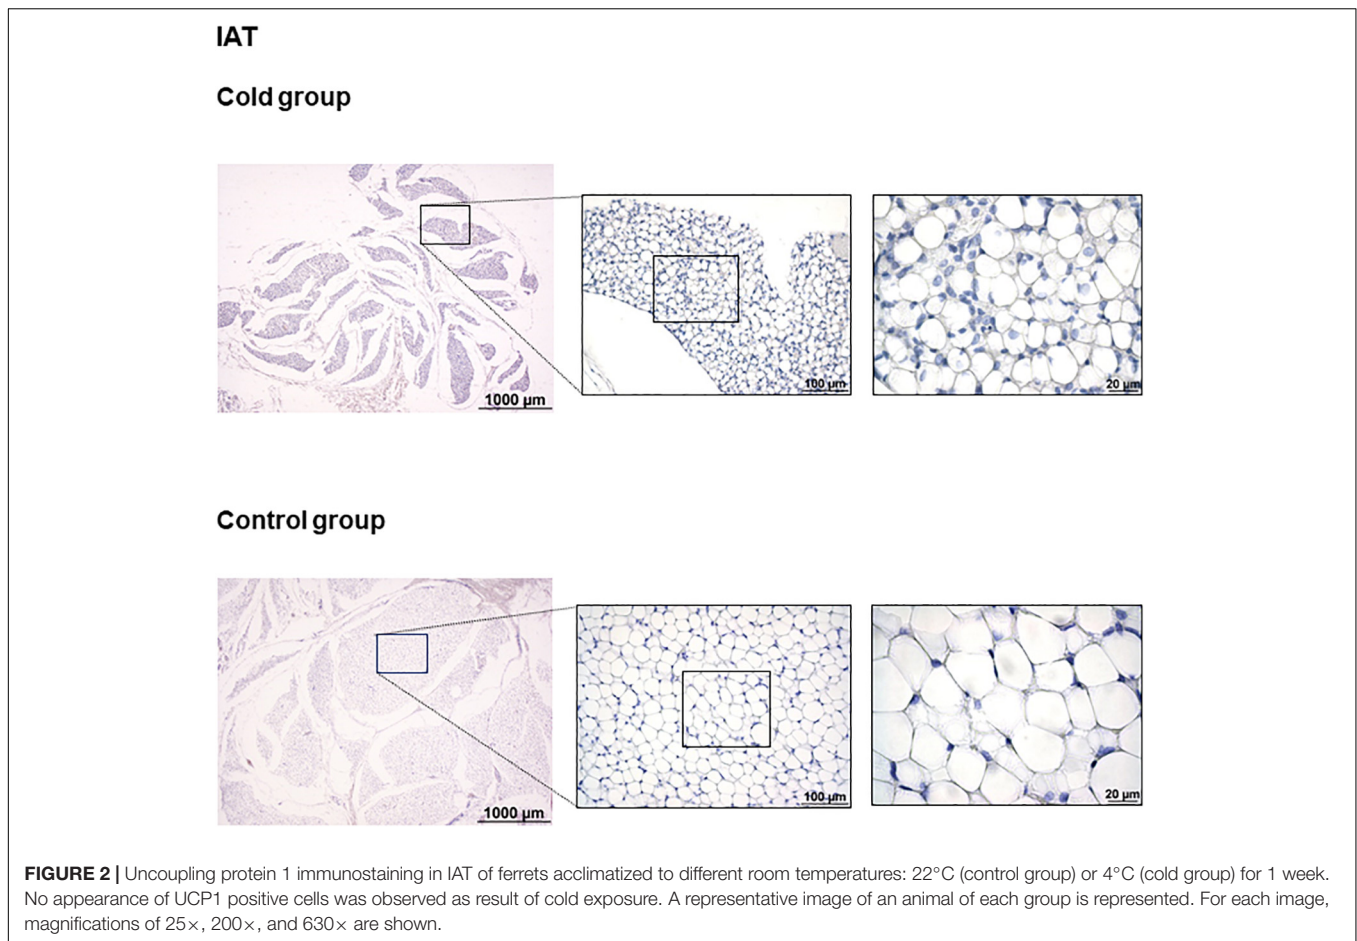 IAT
Cold group
1000 µm
100 µm
20 µm
Control group
1000 µm
100 µm
20 µm
FIGURE 2 | Uncoupling protein 1 immunostaining in IAT of ferrets acclimatized to different room temperatures: 22°C (control group) or 4°C (cold group) for 1 week.
No appearance of UCP1 positive cells was observed as result of cold exposure. A representative image of an animal of each group is represented. For each image,
magnifications of 25×, 200×, and 630× are shown.